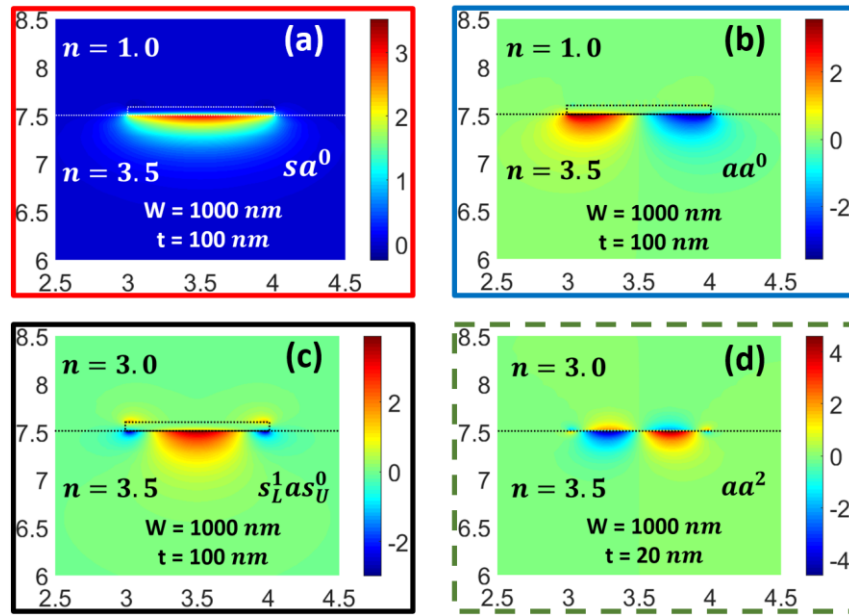 8.5
(a)
n = 1.0
3
8
2
7.5
7
n = 3.5
sa⁰
1
6.5
W = 1000 nm
t = 100 nm
0
6
2.5 3 3.5 4 4.5
8.5
(b)
n = 1.0
8
2
7.5
0
7
n = 3.5
aa⁰
6.5
W = 1000 nm
t = 100 nm
-2
6
2.5 3 3.5 4 4.5
8.5
(c)
n = 3.0
8
2
7.5
0
7
n = 3.5
s_L^1as_U^0
6.5
W = 1000 nm
t = 100 nm
-2
6
2.5 3 3.5 4 4.5
8.5
(d)
n = 3.0
4
8
2
7.5
0
7
n = 3.5
aa²
-2
6.5
W = 1000 nm
t = 20 nm
-4
6
2.5 3 3.5 4 4.5